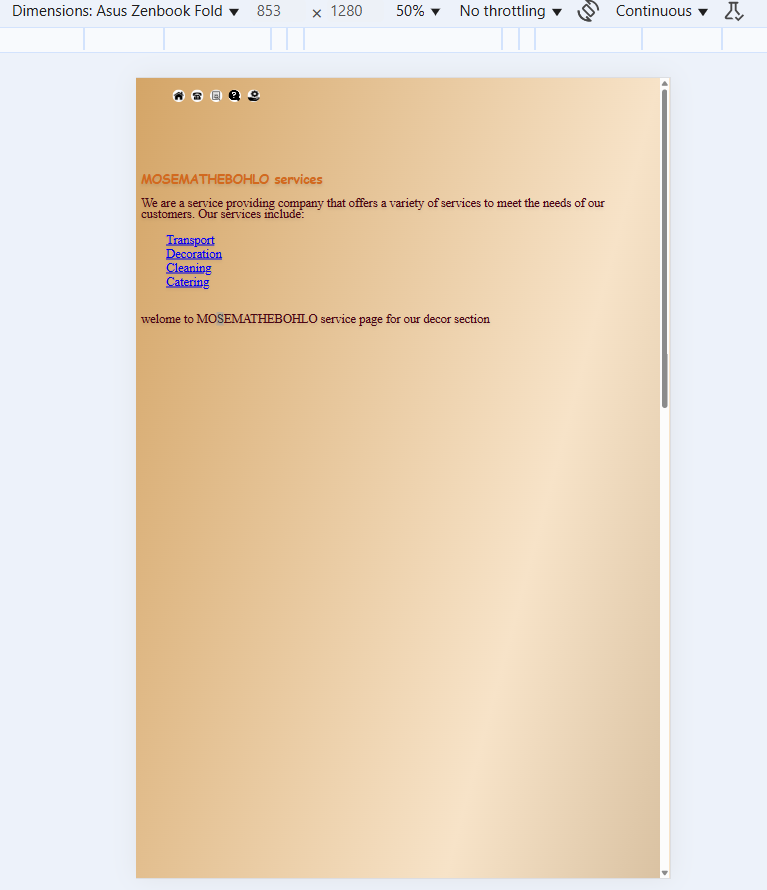 Dimensions: Asus Zenbook Fold ▼ 853 × 1280 50% ▼ No throttling ▼ Continuous ▼
MOSEMATHEBOHLO services
We are a service providing company that offers a variety of services to meet the needs of our
customers. Our services include:
Transport
Decoration
Cleaning
Catering
welome to MOSEMATHEBOHLO service page for our decor section